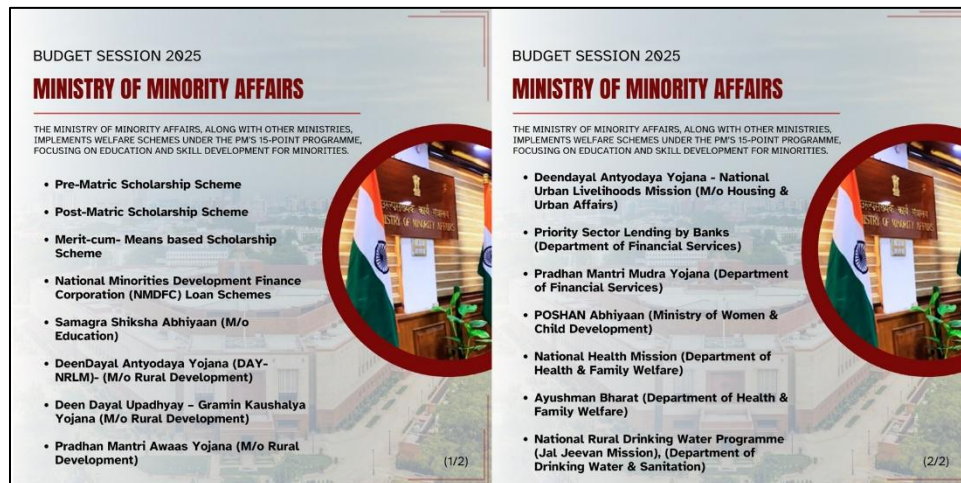 BUDGET SESSION 2025
MINISTRY OF MINORITY AFFAIRS
THE MINISTRY OF MINORITY AFFAIRS, ALONG WITH OTHER MINISTRIES,
IMPLEMENTS WELFARE SCHEMES UNDER THE PM'S 15-POINT PROGRAMME,
FOCUSING ON EDUCATION AND SKILL DEVELOPMENT FOR MINORITIES.
• Pre-Matric Scholarship Scheme
• Post-Matric Scholarship Scheme
• Merit-cum- Means based Scholarship
Scheme
• National Minorities Development Finance
Corporation (NMDFC) Loan Schemes
• Samagra Shiksha Abhiyaan (M/o
Education)
• DeenDayal Antyodaya Yojana (DAY-
NRLM)- (M/o Rural Development)
• Deen Dayal Upadhyay – Gramin Kaushalya
Yojana (M/o Rural Development)
• Pradhan Mantri Awaas Yojana (M/o Rural
Development)
(1/2)
BUDGET SESSION 2025
MINISTRY OF MINORITY AFFAIRS
THE MINISTRY OF MINORITY AFFAIRS, ALONG WITH OTHER MINISTRIES,
IMPLEMENTS WELFARE SCHEMES UNDER THE PM'S 15-POINT PROGRAMME,
FOCUSING ON EDUCATION AND SKILL DEVELOPMENT FOR MINORITIES.
• Deendayal Antyodaya Yojana - National
Urban Livelihoods Mission (M/o Housing &
Urban Affairs)
• Priority Sector Lending by Banks
(Department of Financial Services)
• Pradhan Mantri Mudra Yojana (Department
of Financial Services)
• POSHAN Abhiyaan (Ministry of Women &
Child Development)
• National Health Mission (Department of
Health & Family Welfare)
• Ayushman Bharat (Department of Health &
Family Welfare)
• National Rural Drinking Water Programme
(Jal Jeevan Mission), (Department of
Drinking Water & Sanitation)
(2/2)